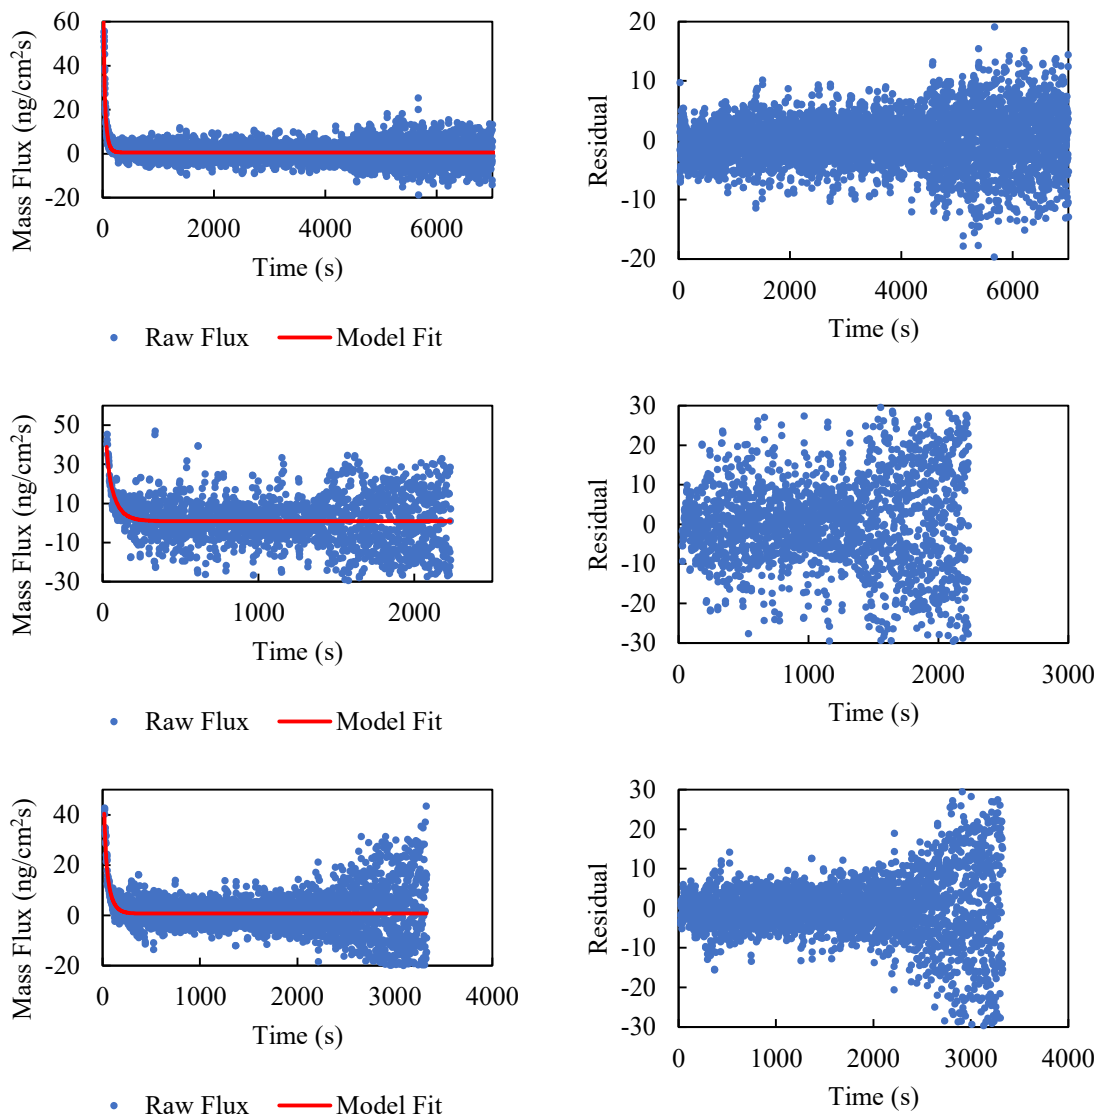 Mass Flux (ng/cm²s)
60
40
20
0
-20
0 2000 4000 6000
Time (s)
Raw Flux Model Fit
Residual
20
10
0
-10
-20
0 2000 4000 6000
Time (s)
Mass Flux (ng/cm²s)
50
30
10
-10
-30
0 1000 2000
Time (s)
Raw Flux Model Fit
Residual
30
20
10
0
-10
-20
-30
0 1000 2000 3000
Time (s)
Mass Flux (ng/cm²s)
40
20
0
-20
0 1000 2000 3000 4000
Time (s)
Raw Flux Model Fit
Residual
30
20
10
0
-10
-20
-30
0 1000 2000 3000 4000
Time (s)